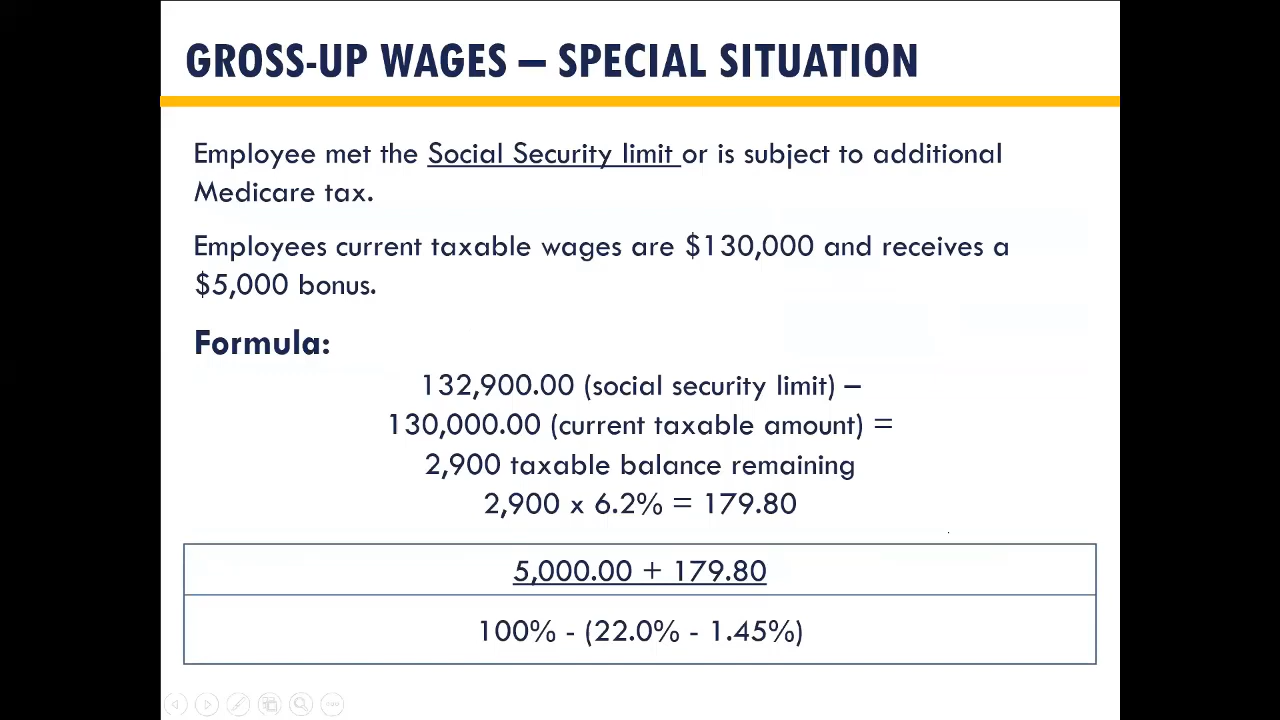 GROSS-UP WAGES – SPECIAL SITUATION
Employee met the Social Security limit or is subject to additional
Medicare tax.
Employees current taxable wages are $130,000 and receives a
$5,000 bonus.
Formula:
132,900.00 (social security limit) –
130,000.00 (current taxable amount) =
2,900 taxable balance remaining
2,900 x 6.2% = 179.80
5,000.00 + 179.80
100% - (22.0% - 1.45%)